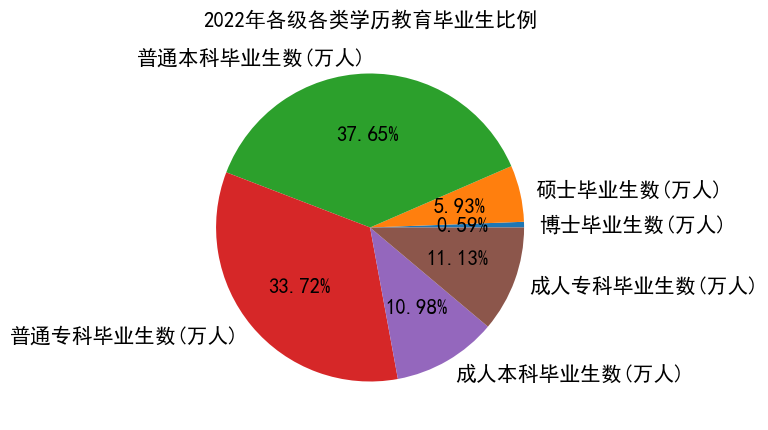 2022年各级各类学历教育毕业生比例
普通本科毕业生数(万人)
37.65%
硕士毕业生数(万人)
5.93%
博士毕业生数(万人)
0.59%
11.13%
成人专科毕业生数(万人)
33.72%
10.98%
普通专科毕业生数(万人)
成人本科毕业生数(万人)